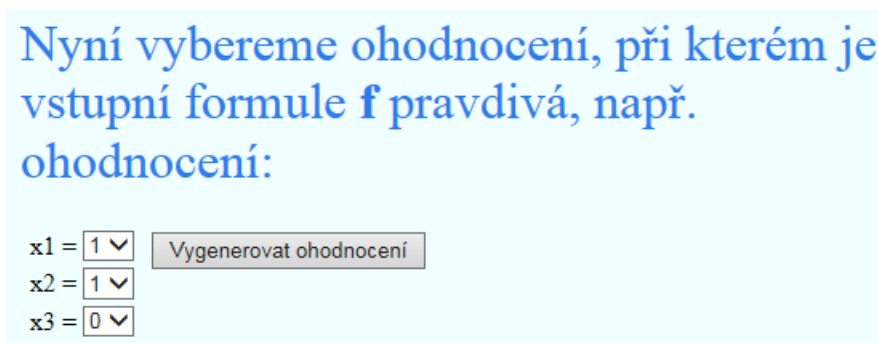 Nyní vybereme ohodnocení, při kterém je
vstupní formule f pravdivá, např.
ohodnocení:
x1 = 1 Vygenerovat ohodnocení
x2 = 1
x3 = 0